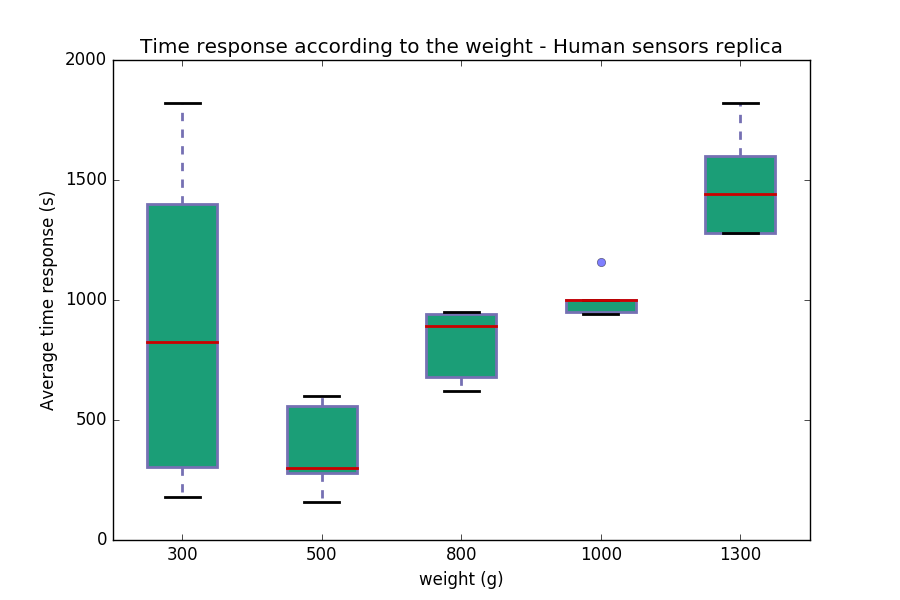 Time response according to the weight - Human sensors replica
2000
1500
1000
500
0
Average time response (s)
300 500 800 1000 1300
weight (g)